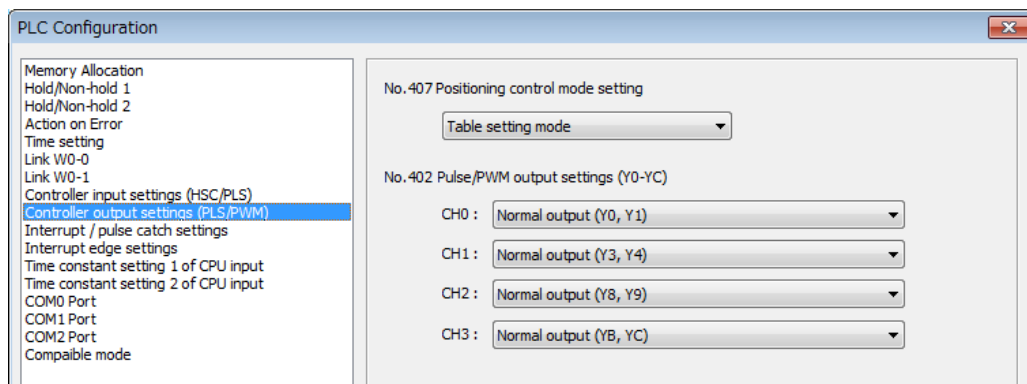 PLC Configuration
Memory Allocation
Hold/Non-hold 1
Hold/Non-hold 2
Action on Error
Time setting
Link W0-0
Link W0-1
Controller input settings (HSC/PLS)
Controller output settings (PLS/PWM)
Interrupt / pulse catch settings
Interrupt edge settings
Time constant setting 1 of CPU input
Time constant setting 2 of CPU input
COM0 Port
COM1 Port
COM2 Port
Compaible mode
No.407 Positioning control mode setting
Table setting mode
No.402 Pulse/PWM output settings (Y0-YC)
CH0 : Normal output (Y0, Y1)
CH1 : Normal output (Y3, Y4)
CH2 : Normal output (Y8, Y9)
CH3 : Normal output (YB, YC)